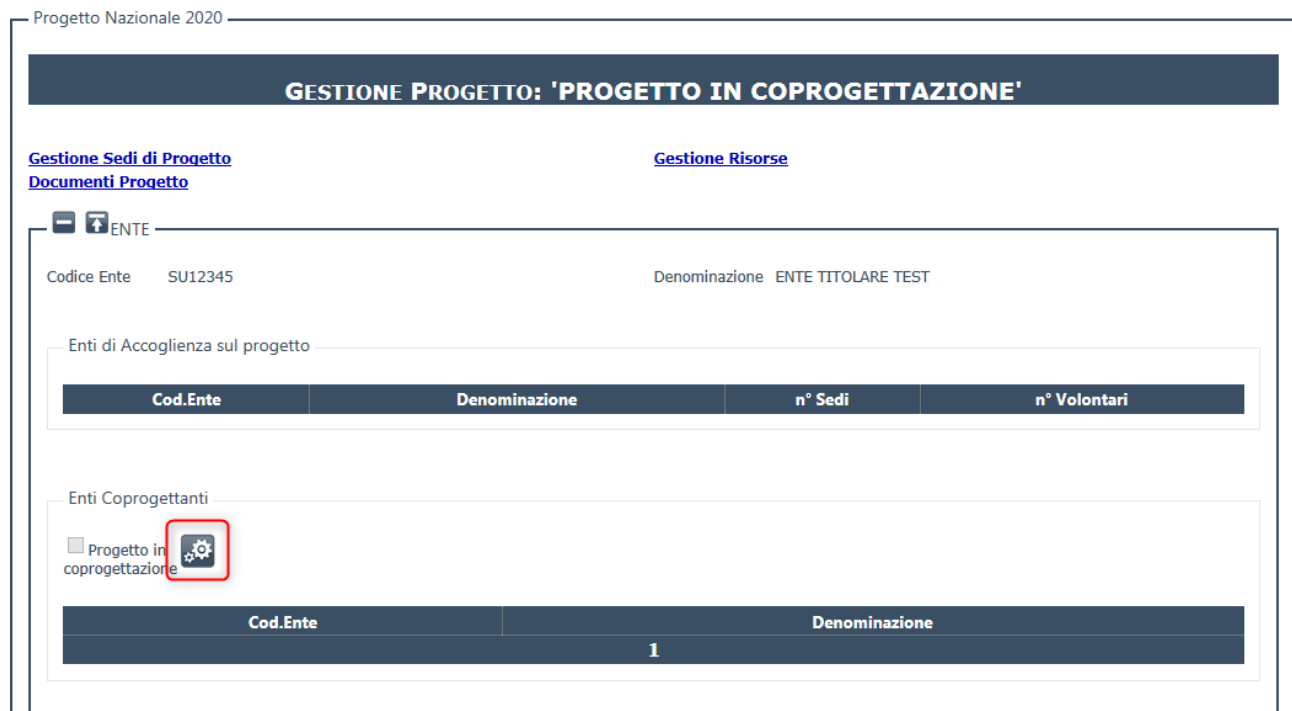 Progetto Nazionale 2020
GESTIONE PROGETTO: 'PROGETTO IN COPROGETTAZIONE'
Gestione Sedi di Progetto Gestione Risorse
Documenti Progetto
ENTE
Codice Ente SU12345 Denominazione ENTE TITOLARE TEST
Enti di Accoglienza sul progetto
Cod.Ente Denominazione n° Sedi n° Volontari
Enti Coprogettanti
Progetto in
coprogettazione
Cod.Ente Denominazione
1